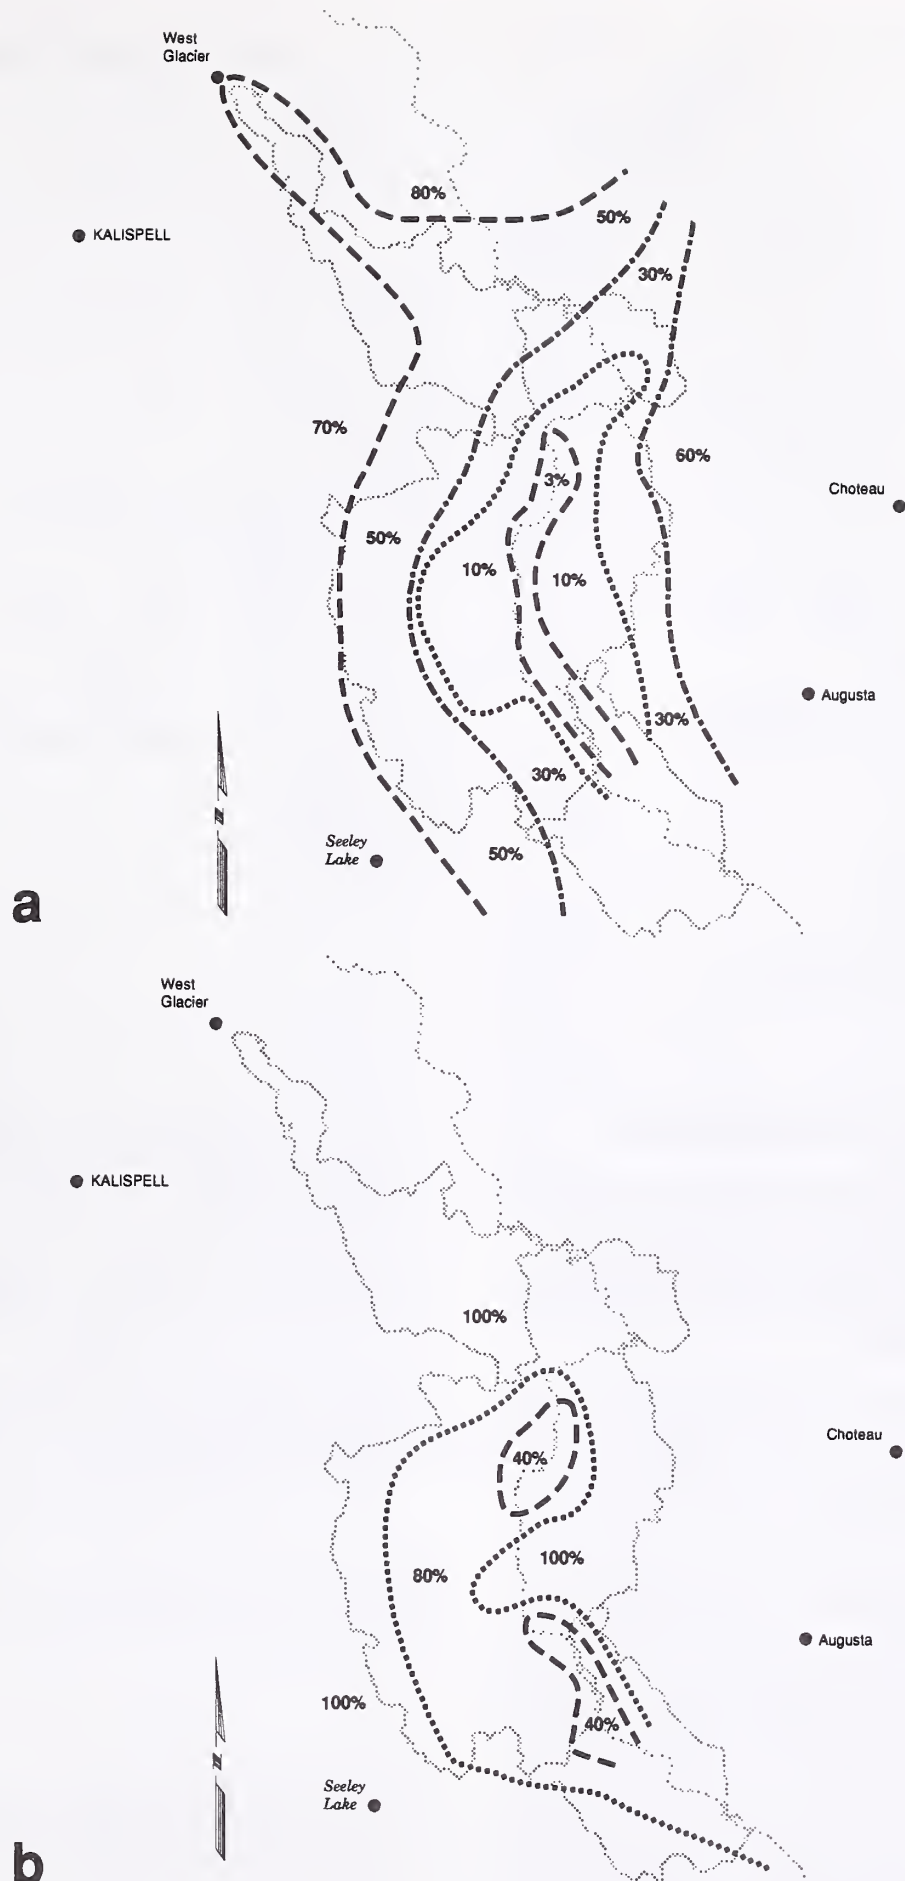 West
Glacier
80%
50%
KALISPELL
30%
70%
60%
3%
Choteau
50%
10%
10%
Augusta
30%
30%
Seeley
Lake
50%
a
West
Glacier
KALISPELL
100%
Choteau
40%
100%
80%
Augusta
100%
40%
Seeley
Lake
b